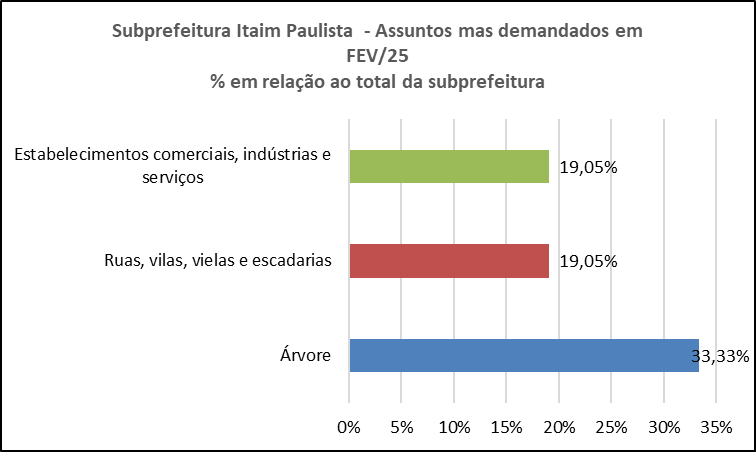 Subprefeitura Itaim Paulista  - Assuntos mas demandados em
FEV/25
% em relação ao total da subprefeitura
Estabelecimentos comerciais, indústrias e
serviços
19,05%
Ruas, vilas, vielas e escadarias
19,05%
Árvore
33,33%
0% 5% 10% 15% 20% 25% 30% 35%